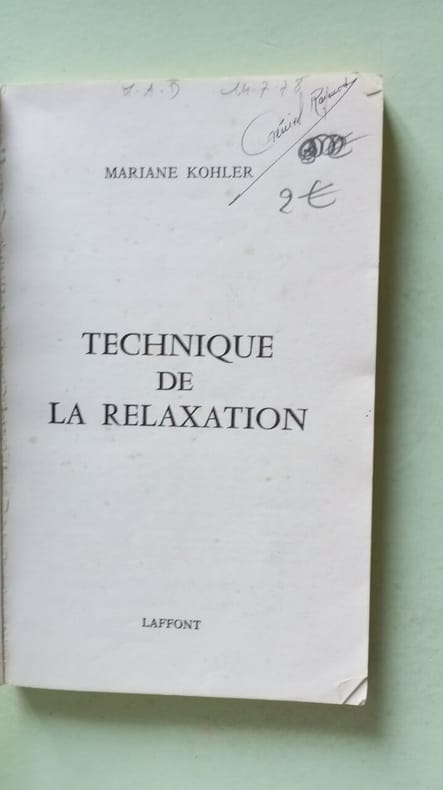 14.7.78
MARIANE KOHLER
2 €
TECHNIQUE
DE
LA RELAXATION
LAFFONT